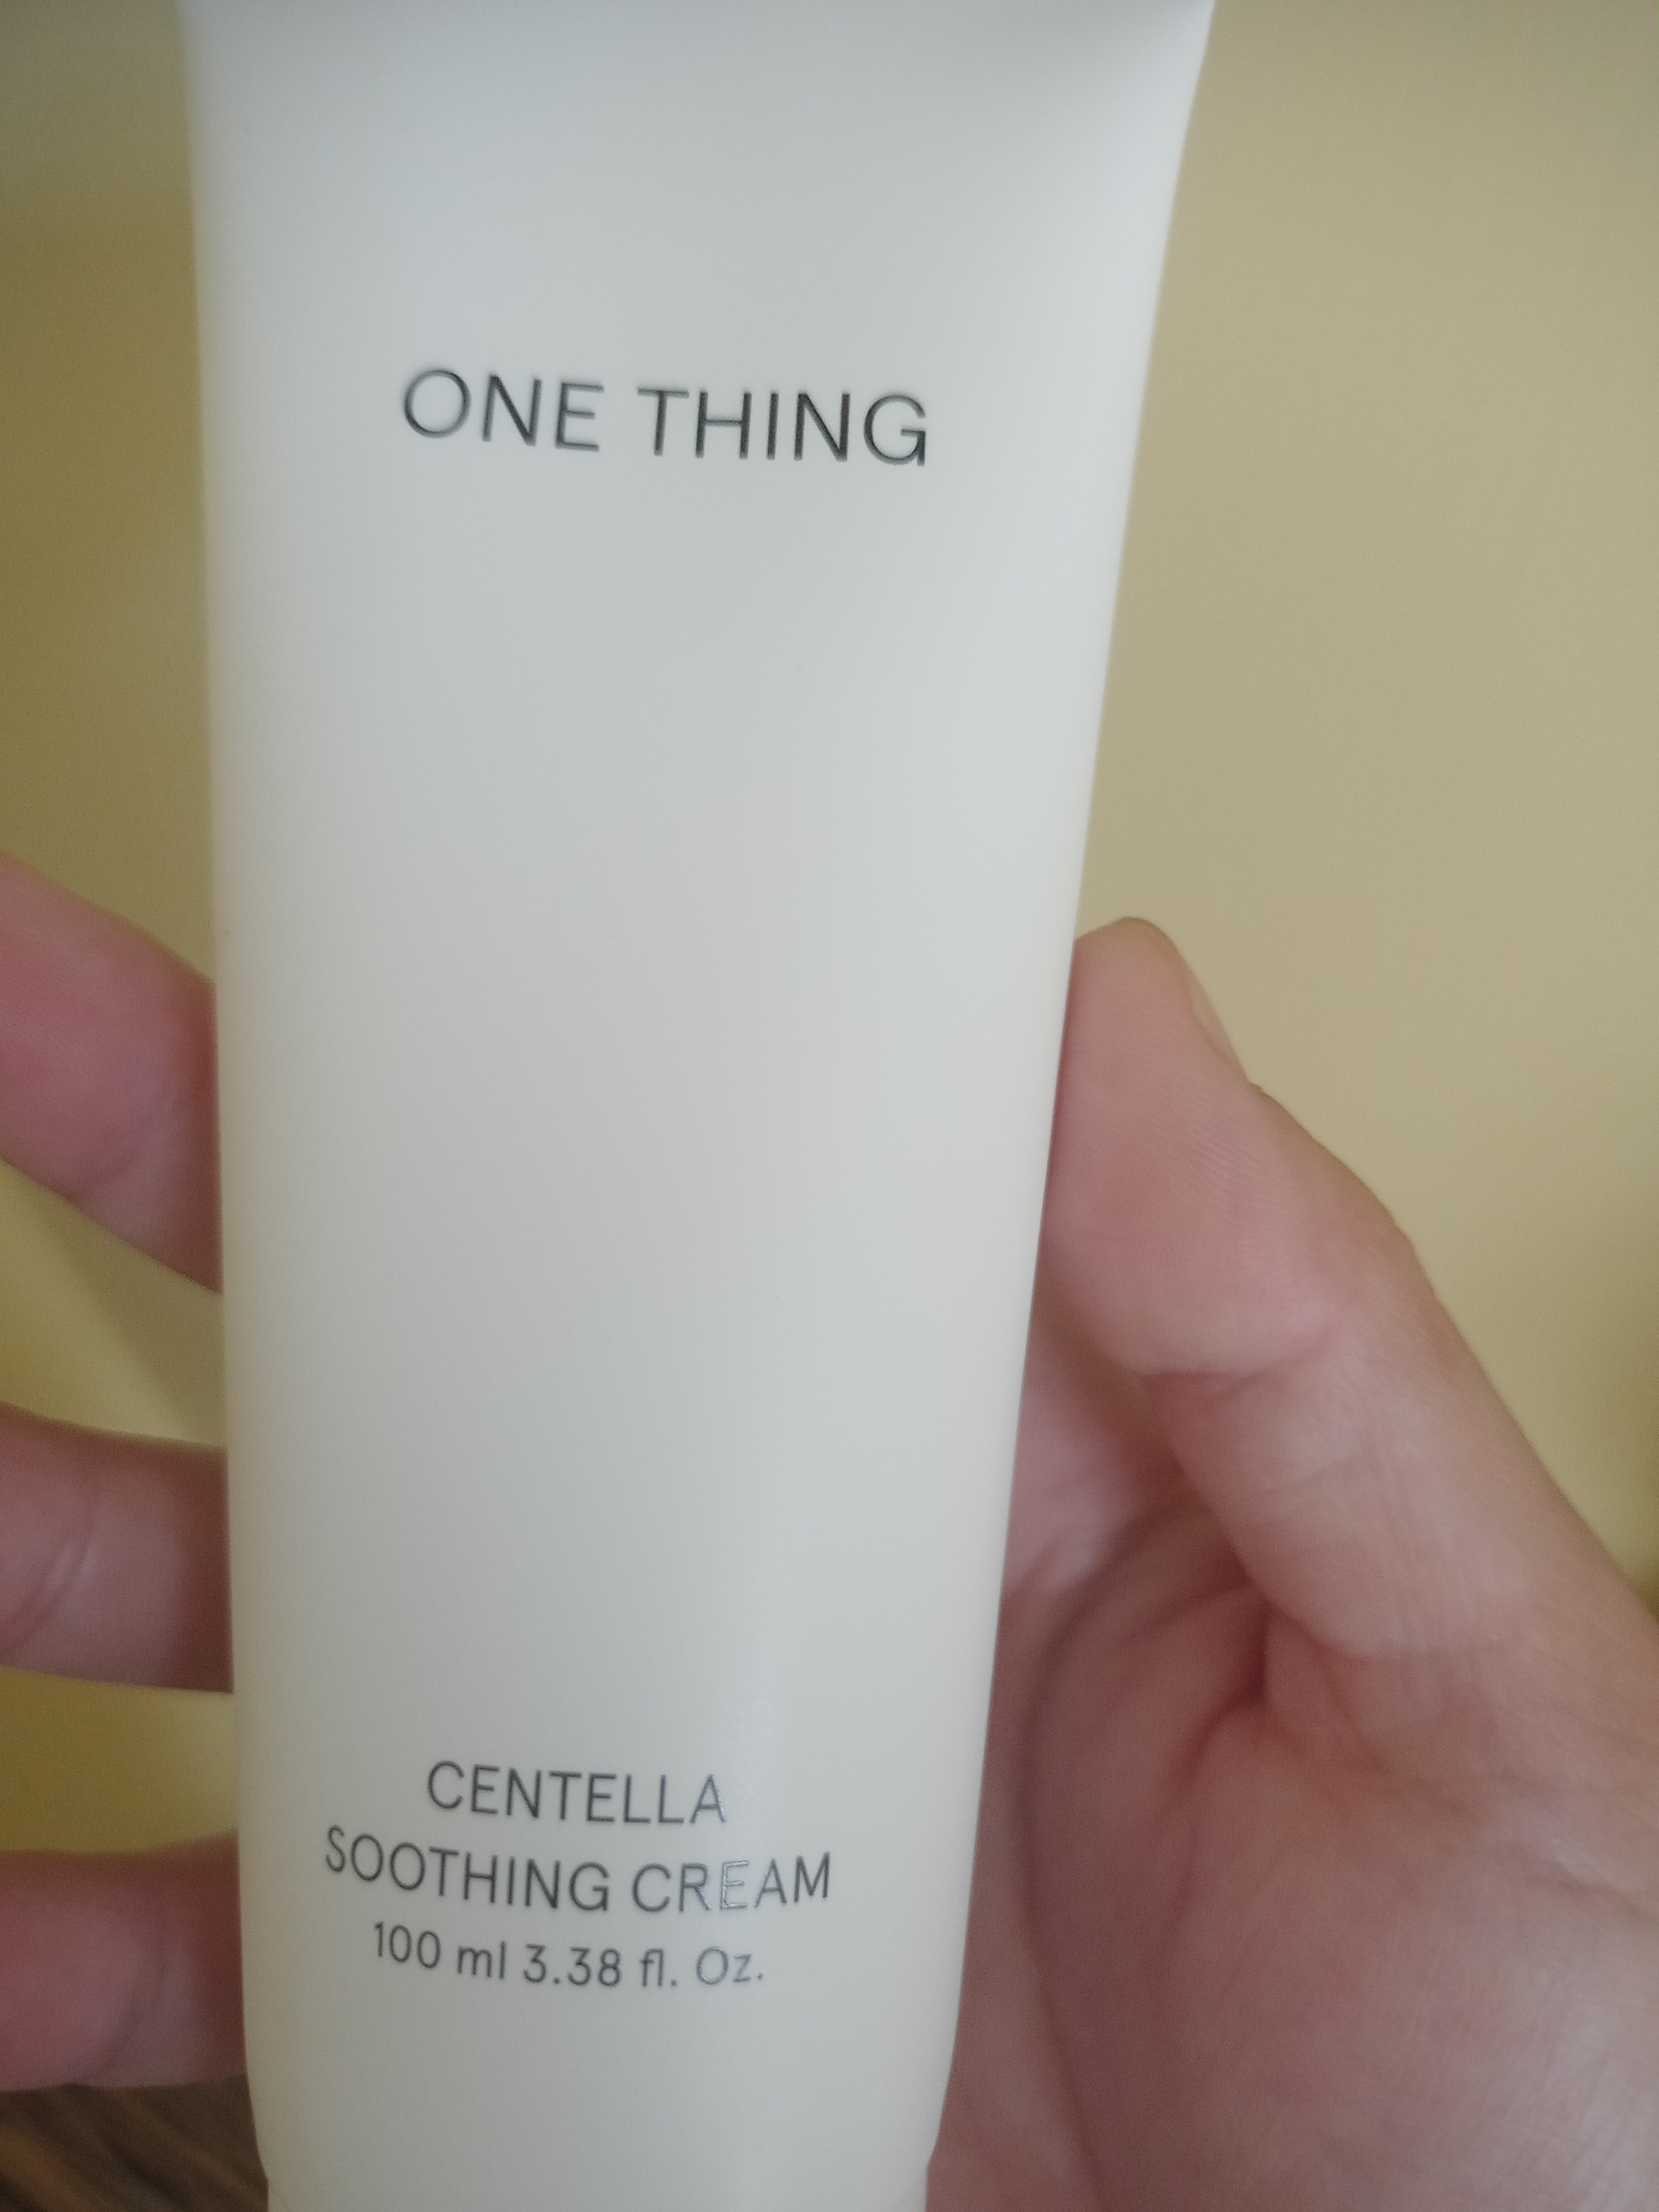 ONE THING
CENTELLA
SOOTHING CREAM
100 ml 3.38 fl. Oz.